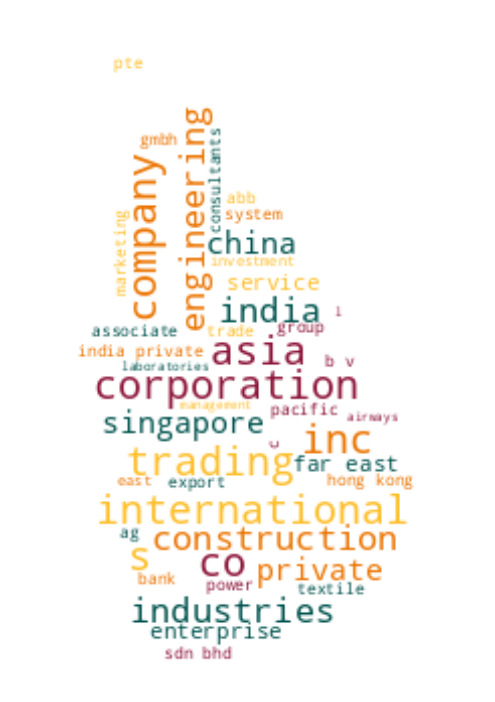 pte
engineering
gmbh
consultants
company
abb
marketing
system
china
investment
service
india
l
group
associate
trade
asia
india private
b v
laboratories
corporation
management
pacific
airways
singapore
inc
u
trading
far east
east
export
hong kong
international
ag
construction
s
co
private
bank
power
textile
industries
enterprise
sdn bhd